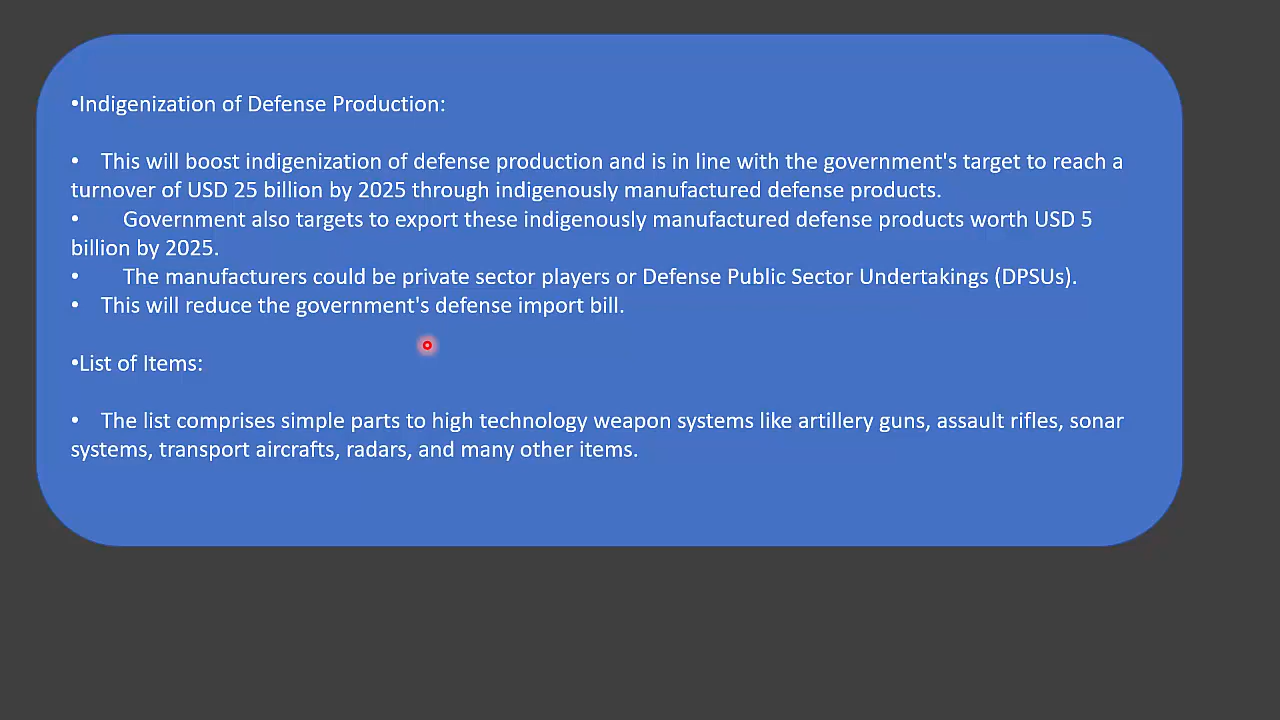 •Indigenization of Defense Production:
• This will boost indigenization of defense production and is in line with the government's target to reach a
turnover of USD 25 billion by 2025 through indigenously manufactured defense products.
• Government also targets to export these indigenously manufactured defense products worth USD 5
billion by 2025.
• The manufacturers could be private sector players or Defense Public Sector Undertakings (DPSUs).
• This will reduce the government's defense import bill.
•List of Items:
• The list comprises simple parts to high technology weapon systems like artillery guns, assault rifles, sonar
systems, transport aircrafts, radars, and many other items.